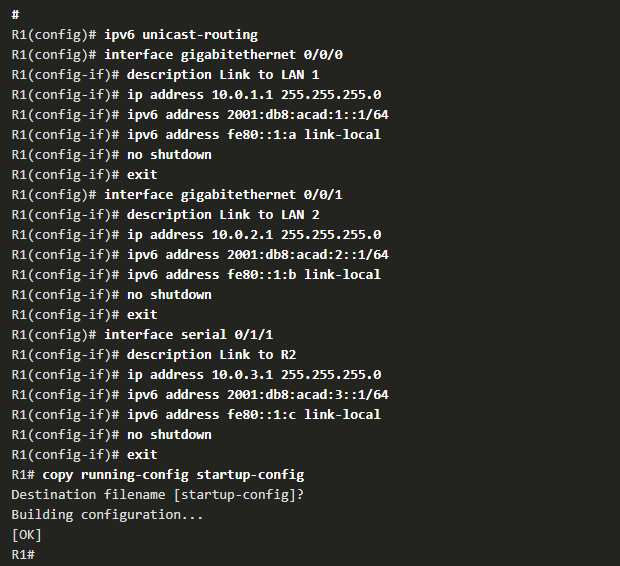 #
R1(config)# ipv6 unicast-routing
R1(config)# interface gigabitethernet 0/0/0
R1(config-if)# description Link to LAN 1
R1(config-if)# ip address 10.0.1.1 255.255.255.0
R1(config-if)# ipv6 address 2001:db8:acad:1::1/64
R1(config-if)# ipv6 address fe80::1:a link-local
R1(config-if)# no shutdown
R1(config-if)# exit
R1(config)# interface gigabitethernet 0/0/1
R1(config-if)# description Link to LAN 2
R1(config-if)# ip address 10.0.2.1 255.255.255.0
R1(config-if)# ipv6 address 2001:db8:acad:2::1/64
R1(config-if)# ipv6 address fe80::1:b link-local
R1(config-if)# no shutdown
R1(config-if)# exit
R1(config)# interface serial 0/1/1
R1(config-if)# description Link to R2
R1(config-if)# ip address 10.0.3.1 255.255.255.0
R1(config-if)# ipv6 address 2001:db8:acad:3::1/64
R1(config-if)# ipv6 address fe80::1:c link-local
R1(config-if)# no shutdown
R1(config-if)# exit
R1# copy running-config startup-config
Destination filename [startup-config]?
Building configuration...
[OK]
R1#